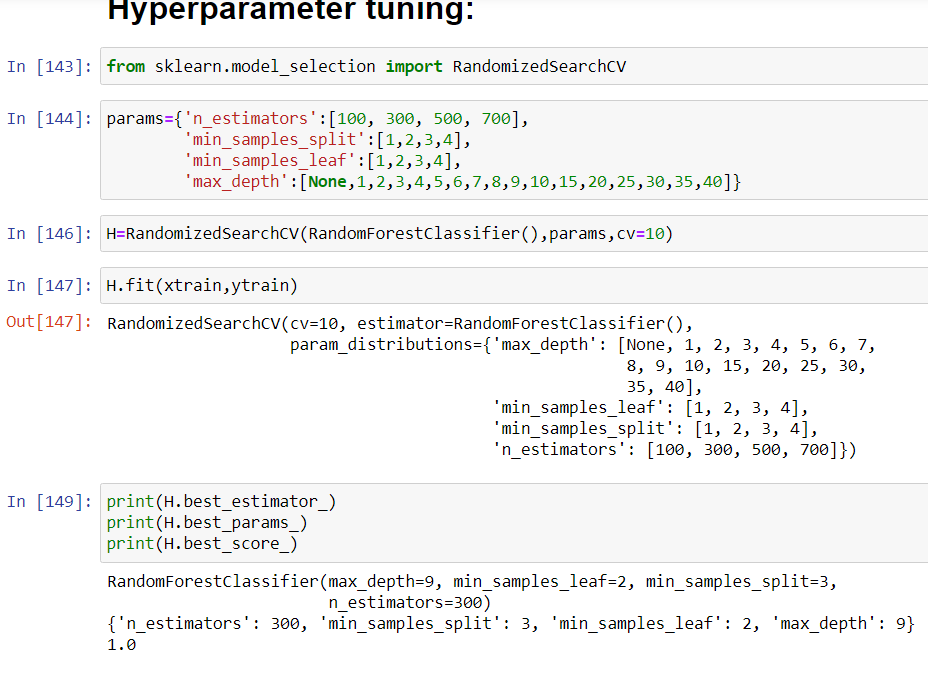 Hyperparameter tuning:
In [143]: from sklearn.model_selection import RandomizedSearchCV
In [144]: params={'n_estimators':[100, 300, 500, 700],
'min_samples_split':[1,2,3,4],
'min_samples_leaf':[1,2,3,4],
'max_depth':[None,1,2,3,4,5,6,7,8,9,10,15,20,25,30,35,40]}
In [146]: H=RandomizedSearchCV(RandomForestClassifier(),params,cv=10)
In [147]: H.fit(xtrain,ytrain)
Out[147]: RandomizedSearchCV(cv=10, estimator=RandomForestClassifier(),
param_distributions={'max_depth': [None, 1, 2, 3, 4, 5, 6, 7,
8, 9, 10, 15, 20, 25, 30,
35, 40],
'min_samples_leaf': [1, 2, 3, 4],
'min_samples_split': [1, 2, 3, 4],
'n_estimators': [100, 300, 500, 700]})
In [149]: print(H.best_estimator_)
print(H.best_params_)
print(H.best_score_)
RandomForestClassifier(max_depth=9, min_samples_leaf=2, min_samples_split=3,
n_estimators=300)
{'n_estimators': 300, 'min_samples_split': 3, 'min_samples_leaf': 2, 'max_depth': 9}
1.0